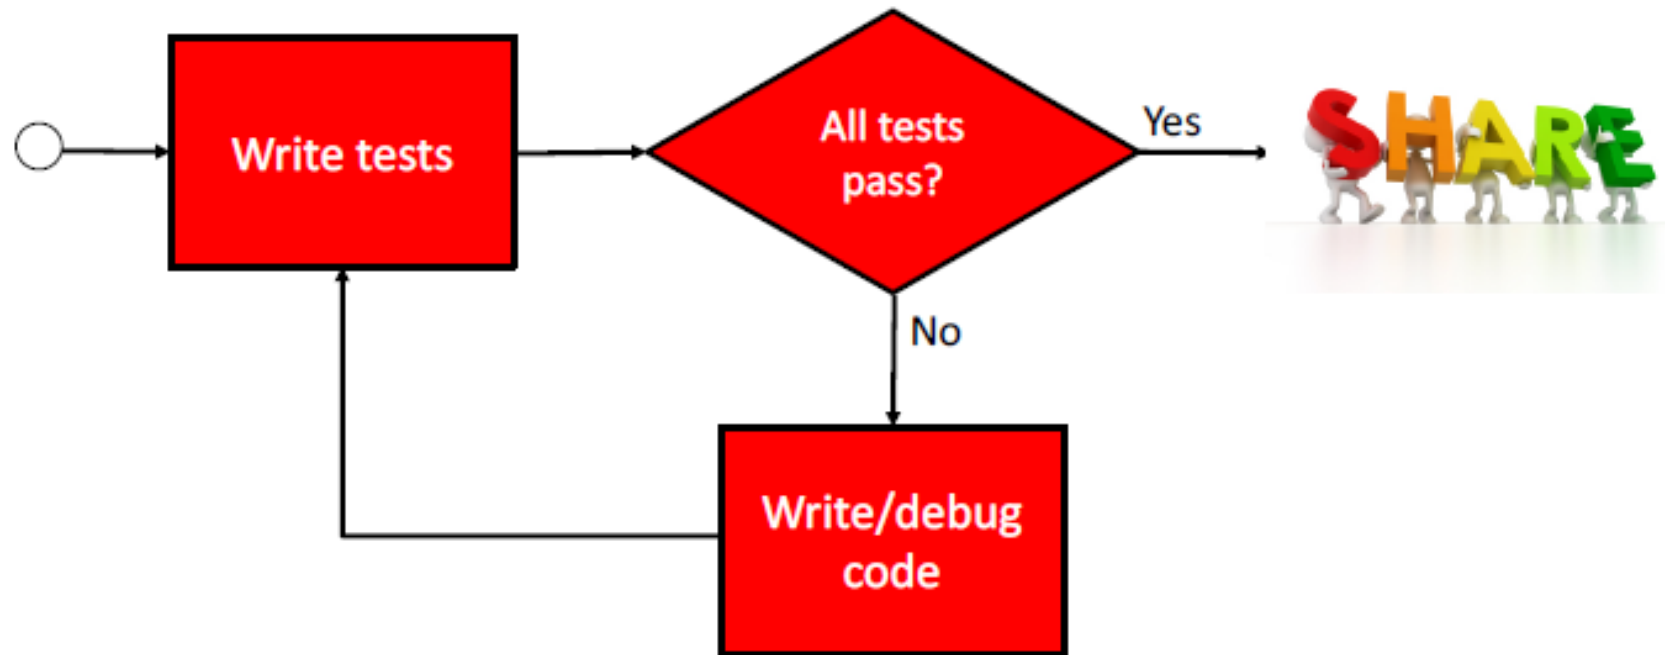 Write tests
All tests
pass?
Yes
SHARE
No
Write/debug
code